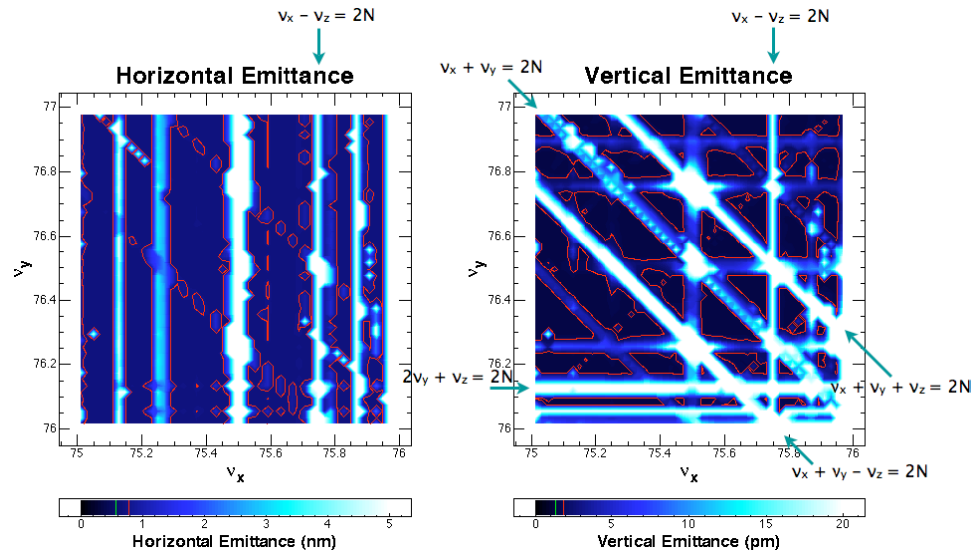 νx – νz = 2N
νx – νz = 2N
Horizontal Emittance
Vertical Emittance
νx + νy = 2N
77
76.8
76.6
76.4
76.2
76
νy
75
75.2
75.4
75.6
75.8
76
νx
77
76.8
76.6
76.4
76.2
76
νy
75
75.2
75.4
75.6
75.8
76
νx
2νy + νz = 2N
νx + νy + νz = 2N
νx + νy – νz = 2N
0 1 2 3 4 5
Horizontal Emittance (nm)
0 5 10 15 20
Vertical Emittance (pm)